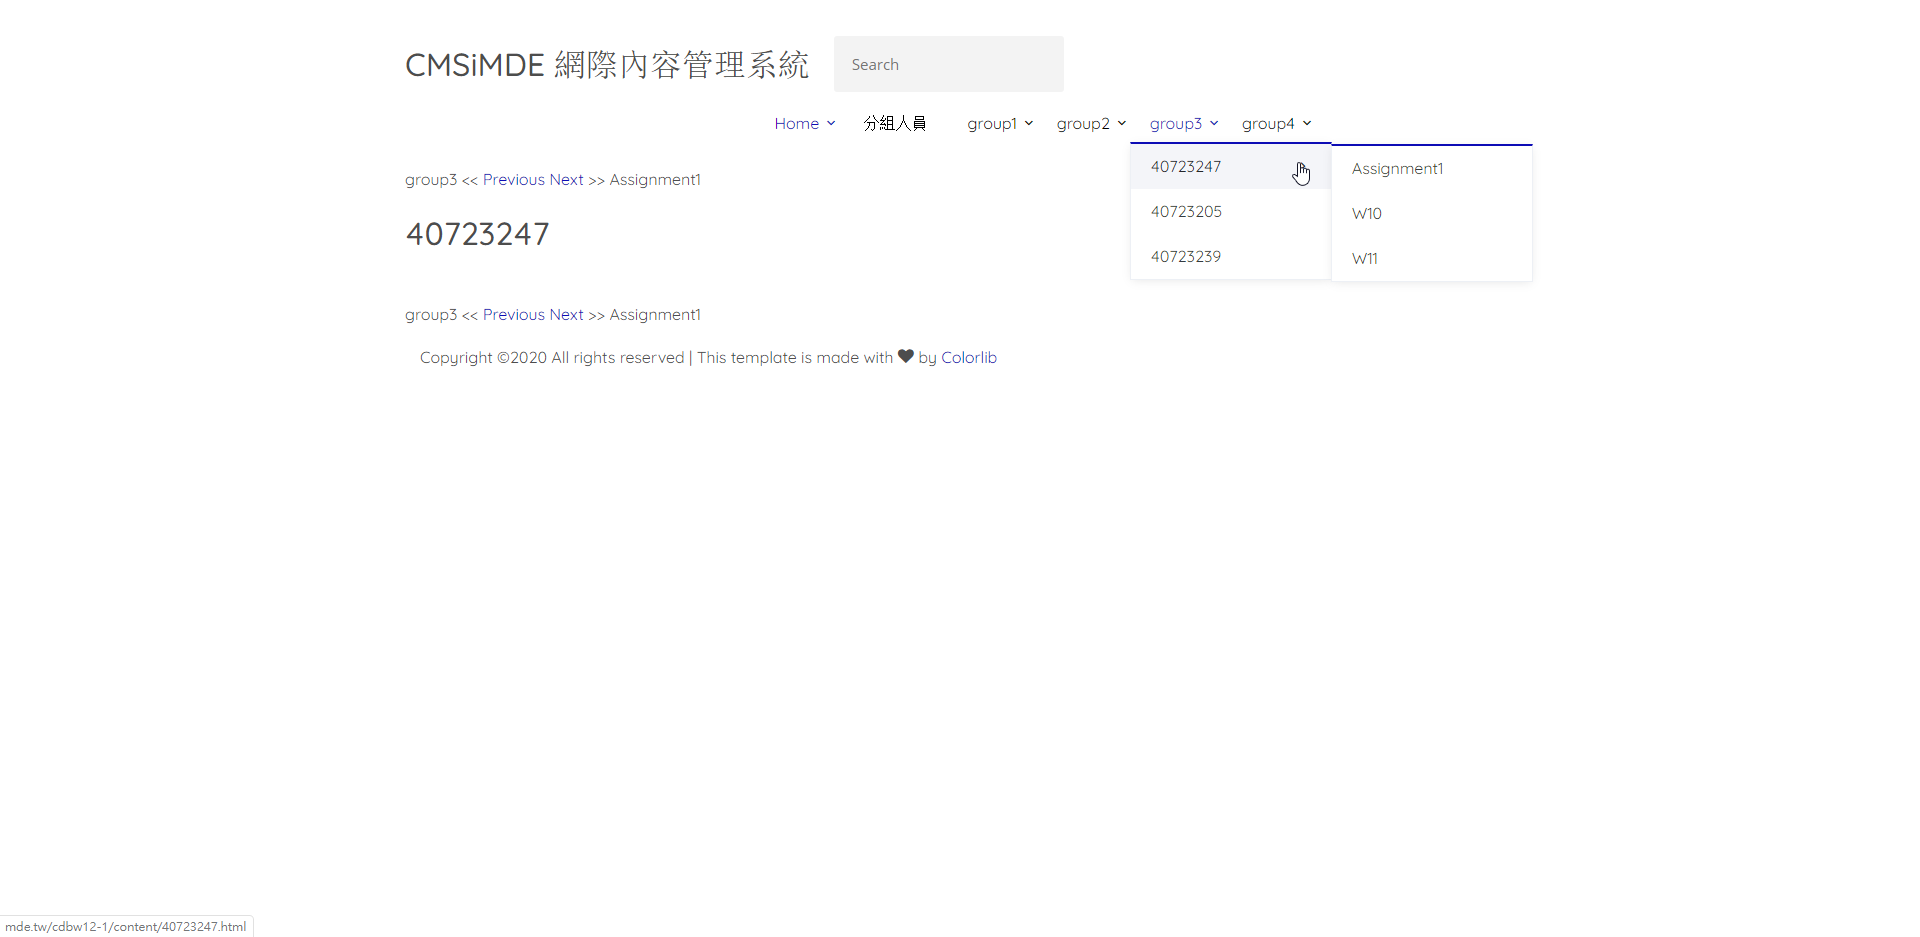 CMSiMDE 網際內容管理系統
Search
Home
分組人員
group1
group2
group3
group4
40723247
40723205
40723239
Assignment1
W10
W11
group3 << Previous Next >> Assignment1
40723247
group3 << Previous Next >> Assignment1
Copyright ©2020 All rights reserved | This template is made with ♥ by Colorlib
mde.tw/cdbw12-1/content/40723247.html